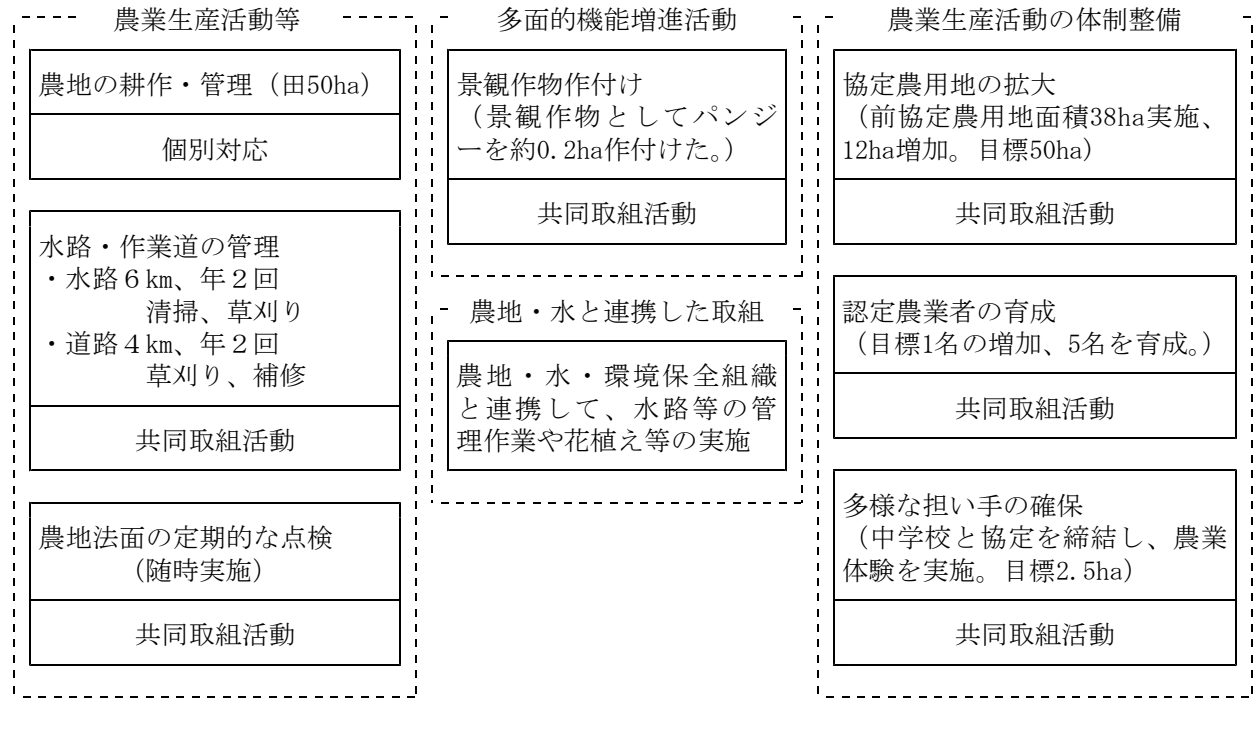 農業生産活動等
農地の耕作・管理（田50ha）
個別対応
水路・作業道の管理
・水路６㎞、年２回
清掃、草刈り
・道路４㎞、年２回
草刈り、補修
共同取組活動
農地法面の定期的な点検
（随時実施）
共同取組活動
多面的機能増進活動
景観作物作付け
（景観作物としてパンジ
ーを約0.2ha作付けた。）
共同取組活動
農地・水と連携した取組
農地・水・環境保全組織
と連携して、水路等の管
理作業や花植え等の実施
農業生産活動の体制整備
協定農用地の拡大
（前協定農用地面積38ha実施、
12ha増加。目標50ha）
共同取組活動
認定農業者の育成
（目標1名の増加、5名を育成。）
共同取組活動
多様な担い手の確保
（中学校と協定を締結し、農業
体験を実施。目標2.5ha）
共同取組活動